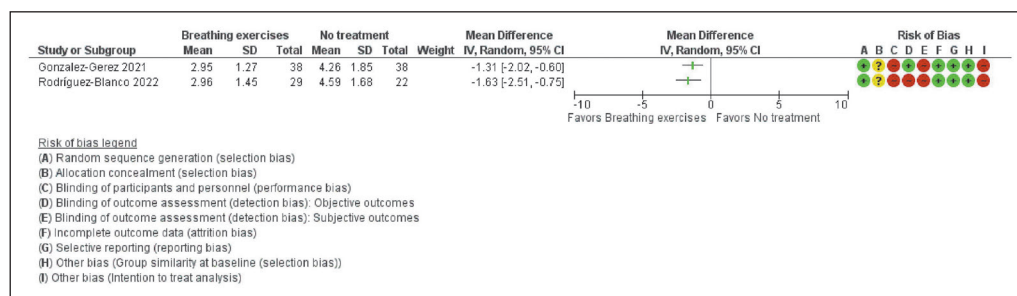 Breathing exercises No treatment Mean Difference Mean Difference Risk of Bias
Study or Subgroup Mean SD Total Mean SD Total Weight IV, Random, 95% CI IV, Random, 95% CI A B C D E F G H I
Gonzalez-Gerez 2021 2.95 1.27 38 4.26 1.85 38 -1.31 [-2.02, -0.60] + ? - + - + + + -
Rodríguez-Blanco 2022 2.96 1.45 29 4.59 1.68 22 -1.63 [-2.51, -0.75] + ? - - - + + + -
-10 -5 0 5 10
Favors Breathing exercises Favors No treatment
Risk of bias legend
(A) Random sequence generation (selection bias)
(B) Allocation concealment (selection bias)
(C) Blinding of participants and personnel (performance bias)
(D) Blinding of outcome assessment (detection bias): Objective outcomes
(E) Blinding of outcome assessment (detection bias): Subjective outcomes
(F) Incomplete outcome data (attrition bias)
(G) Selective reporting (reporting bias)
(H) Other bias (Group similarity at baseline (selection bias))
(I) Other bias (Intention to treat analysis)